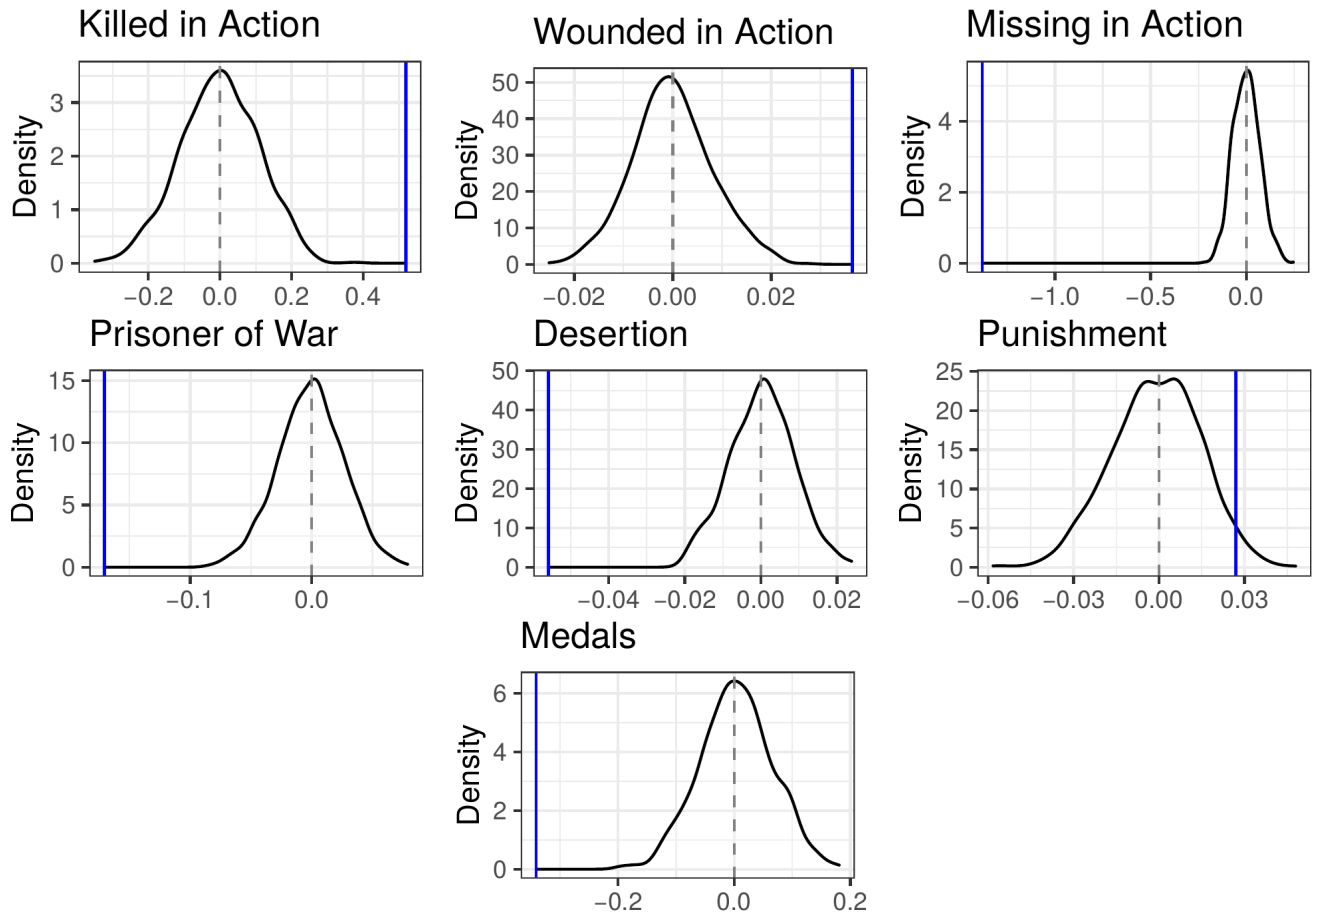 Killed in Action
Density
3
2
1
0
−0.2 0.0 0.2 0.4
Wounded in Action
Density
50
40
30
20
10
0
−0.02 0.00 0.02
Missing in Action
Density
4
2
0
−1.0 −0.5 0.0
Prisoner of War
Density
15
10
5
0
−0.1 0.0
Desertion
Density
50
40
30
20
10
0
−0.04 −0.02 0.00 0.02
Punishment
Density
25
20
15
10
5
0
−0.06 −0.03 0.00 0.03
Medals
Density
6
4
2
0
−0.2 0.0 0.2